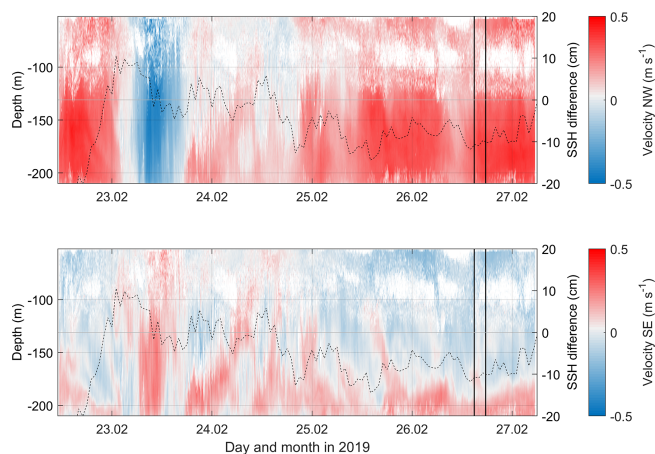 20
0.5
-100
10
Depth (m)
0
SSH difference (cm)
0
Velocity NW (m s⁻¹)
-150
-10
-200
-20
-0.5
23.02 24.02 25.02 26.02 27.02
20
0.5
-100
10
Depth (m)
0
SSH difference (cm)
0
Velocity SE (m s⁻¹)
-150
-10
-200
-20
-0.5
23.02 24.02 25.02 26.02 27.02
Day and month in 2019